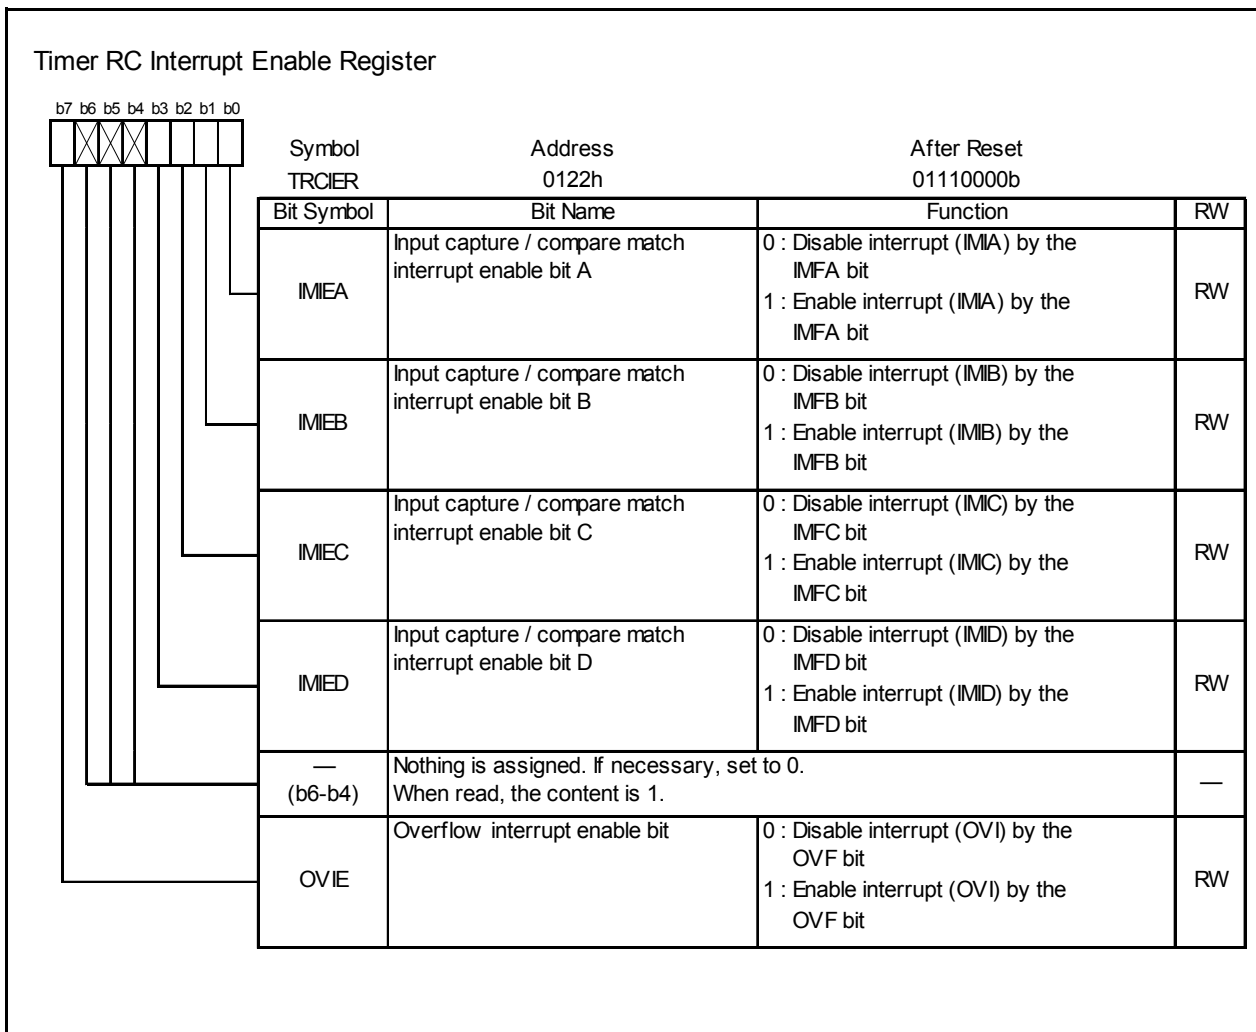 Timer RC Interrupt Enable Register
b7 b6 b5 b4 b3 b2 b1 b0
Symbol Address After Reset
TRCIER 0122h 01110000b
Bit Symbol Bit Name Function RW
IMIEA
Input capture / compare match
interrupt enable bit A
0 : Disable interrupt (IMIA) by the
IMFA bit
1 : Enable interrupt (IMIA) by the
IMFA bit
RW
IMIEB
Input capture / compare match
interrupt enable bit B
0 : Disable interrupt (IMIB) by the
IMFB bit
1 : Enable interrupt (IMIB) by the
IMFB bit
RW
IMIEC
Input capture / compare match
interrupt enable bit C
0 : Disable interrupt (IMIC) by the
IMFC bit
1 : Enable interrupt (IMIC) by the
IMFC bit
RW
IMIED
Input capture / compare match
interrupt enable bit D
0 : Disable interrupt (IMID) by the
IMFD bit
1 : Enable interrupt (IMID) by the
IMFD bit
RW
—
(b6-b4)
Nothing is assigned. If necessary, set to 0.
When read, the content is 1.
—
OVIE
Overflow interrupt enable bit
0 : Disable interrupt (OVI) by the
OVF bit
1 : Enable interrupt (OVI) by the
OVF bit
RW